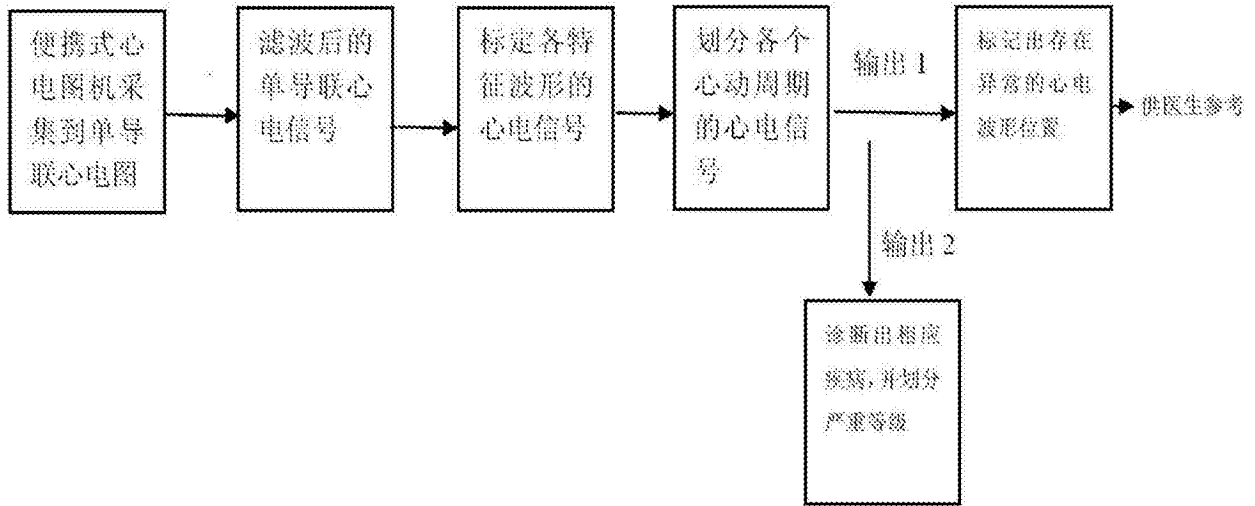 便携式心
电图机采
集到单导
联心电图
滤波后的
单导联心
电信号
标定各特
征波形的
心电信号
划分各个
心动周期
的心电信
号
输出 1
标记出存在
异常的心电
波形位置
供医生参考
输出 2
诊断出相应
疾病，并划分
严重等级